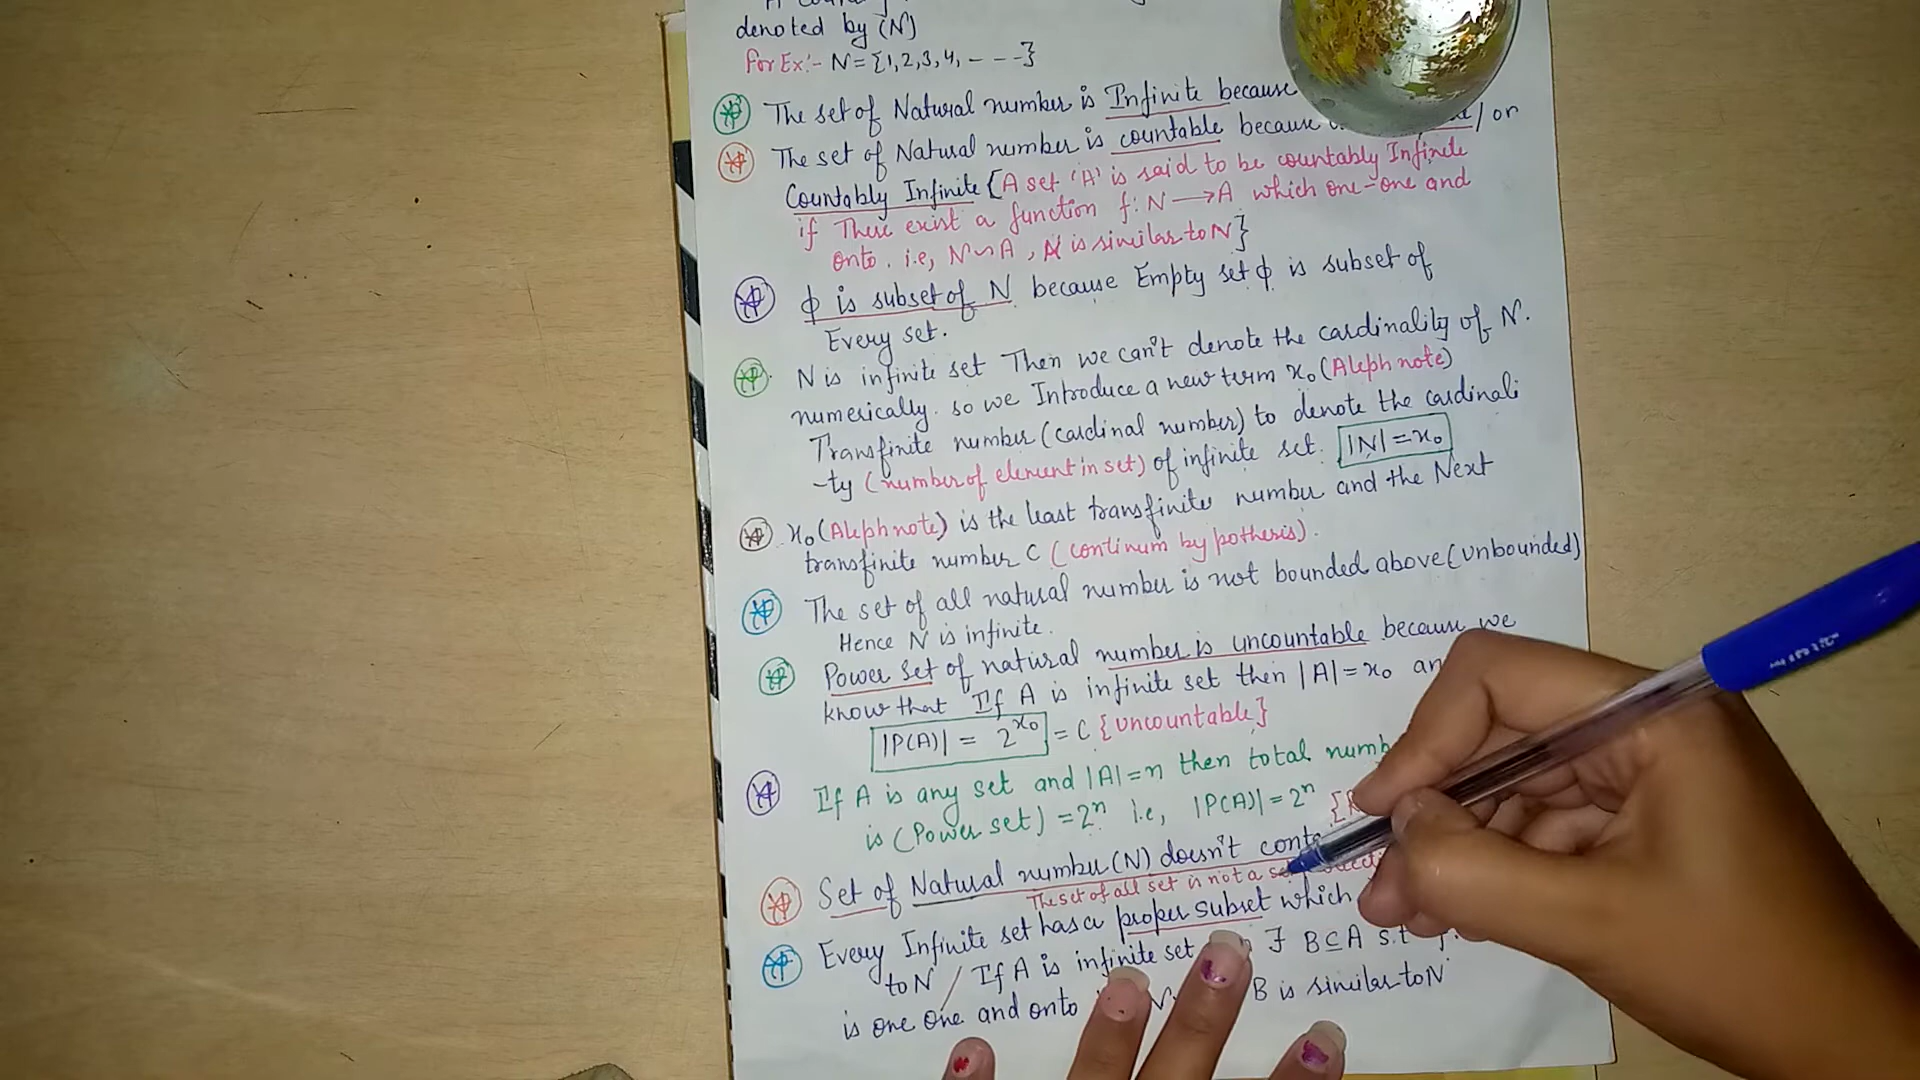 denoted by (N)
For Ex:- N = {1,2,3,4, - - -}
The set of Natural number is Infinite because
The set of Natural number is countable because / or
Countably Infinite {A set 'A' is said to be countably Infinite
if There exist a function f: N → A which one-one and
onto. i.e, N ~ A, A is similar to N}
ϕ is subset of N because Empty set ϕ is subset of
Every set.
N is infinite set Then we can't denote the cardinality of N.
numerically. so we Introduce a new term ϰ₀ (Aleph note)
Transfinite number (cardinal number) to denote the cardinali
-ty (number of element in set) of infinite set. |N| = ϰ₀
ϰ₀ (Aleph note) is the least transfinite number and the Next
transfinite number C (continum by pothesis).
The set of all natural number is not bounded above (unbounded)
Hence N is infinite.
Power set of natural number is uncountable because we
know that If A is infinite set then |A| = ϰ₀ an
|P(A)| = 2^ϰ₀ = C {uncountable}
If A is any set and |A| = n then total numb
is (Power set) = 2ⁿ i.e, |P(A)| = 2ⁿ
Set of Natural number (N) doesn't conta
The set of all set is not a
Every Infinite set has a proper subset which
to N / If A is infinite set ∃ B ⊆ A s.t
is one one and onto B is similar to N